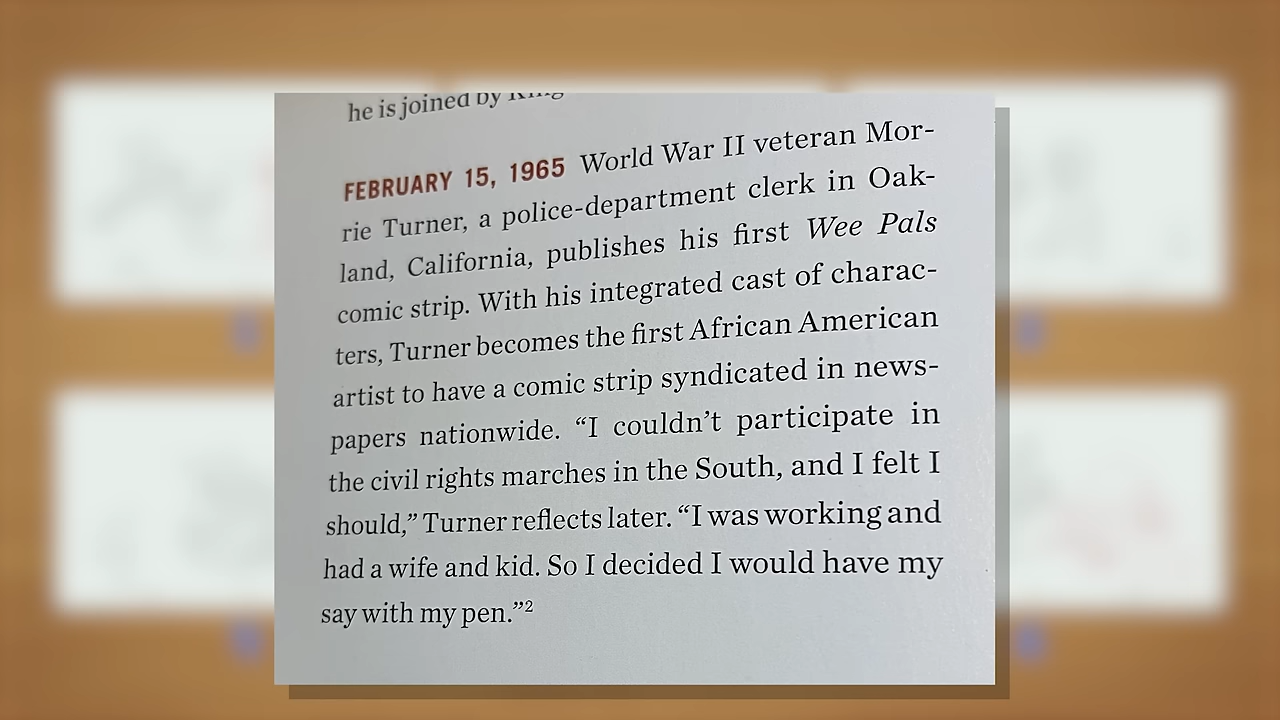 he is joined by King
FEBRUARY 15, 1965 World War II veteran Mor-
rie Turner, a police-department clerk in Oak-
land, California, publishes his first Wee Pals
comic strip. With his integrated cast of charac-
ters, Turner becomes the first African American
artist to have a comic strip syndicated in news-
papers nationwide. “I couldn’t participate in
the civil rights marches in the South, and I felt I
should,” Turner reflects later. “I was working and
had a wife and kid. So I decided I would have my
say with my pen.”2